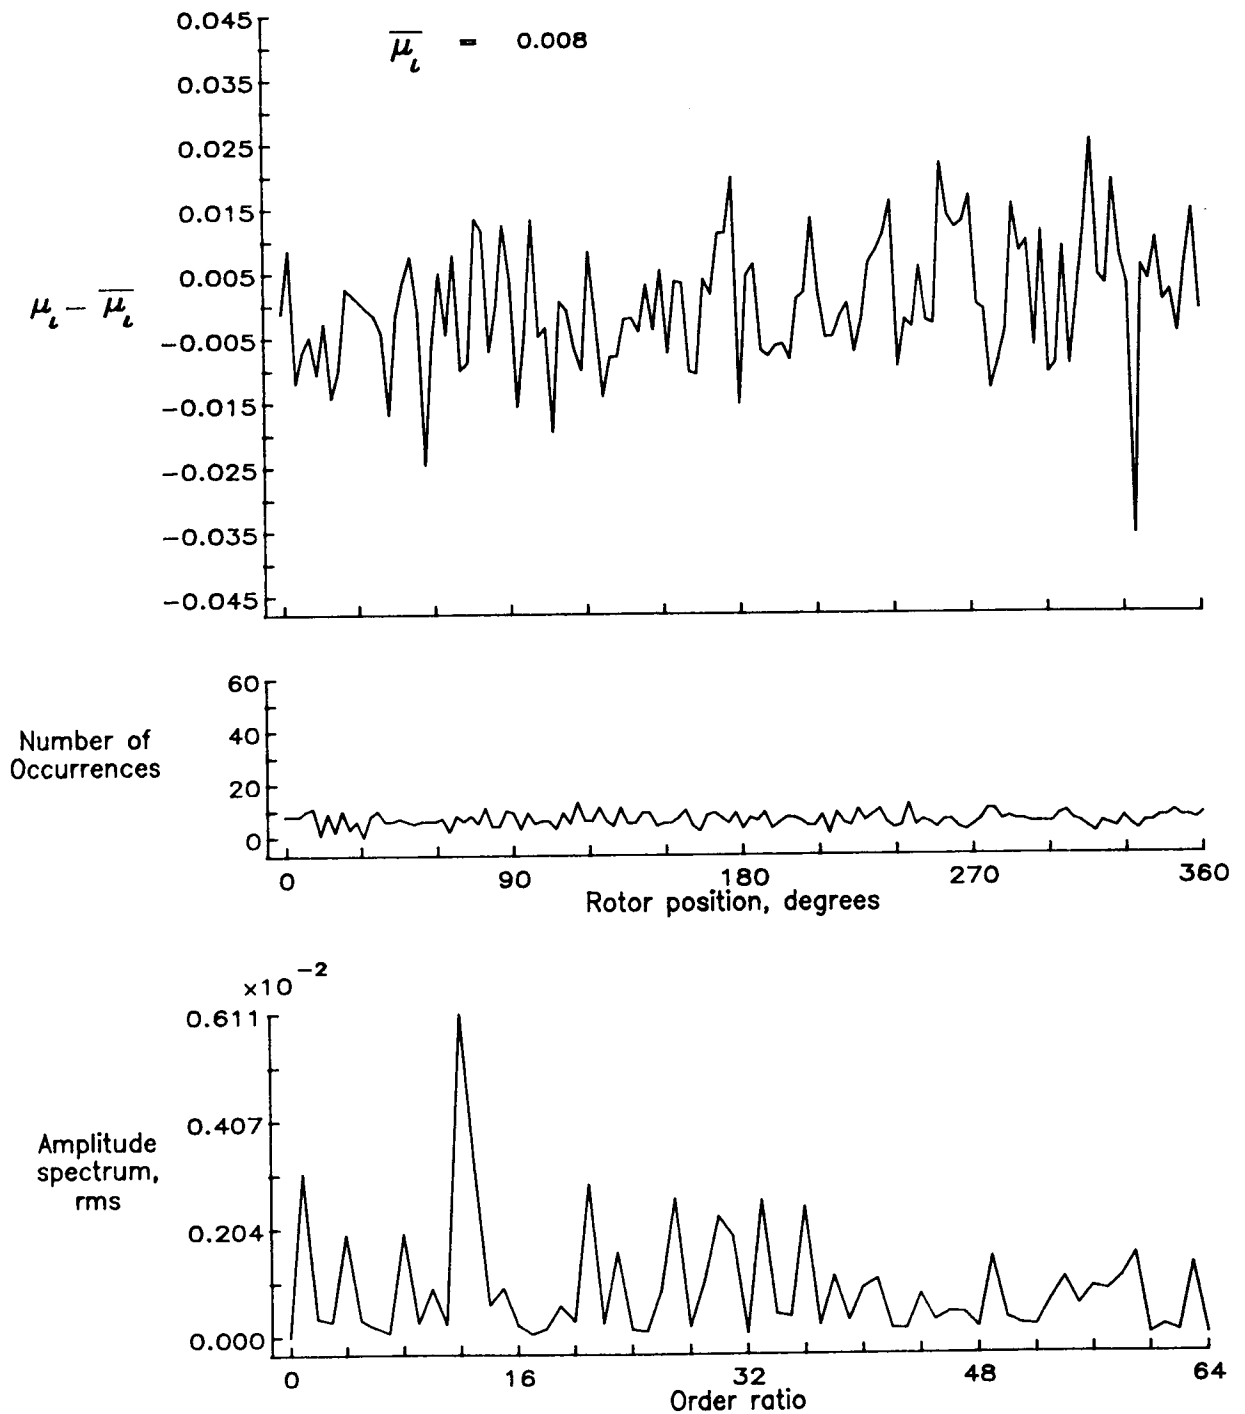 μ̅ι = 0.008
0.045
0.035
0.025
0.015
0.005
−0.005
−0.015
−0.025
−0.035
−0.045
μι − μ̅ι
60
40
20
0
Number of
Occurrences
0 90 180 270 360
Rotor position, degrees
×10⁻²
0.611
0.407
0.204
0.000
Amplitude
spectrum,
rms
0 16 32 48 64
Order ratio